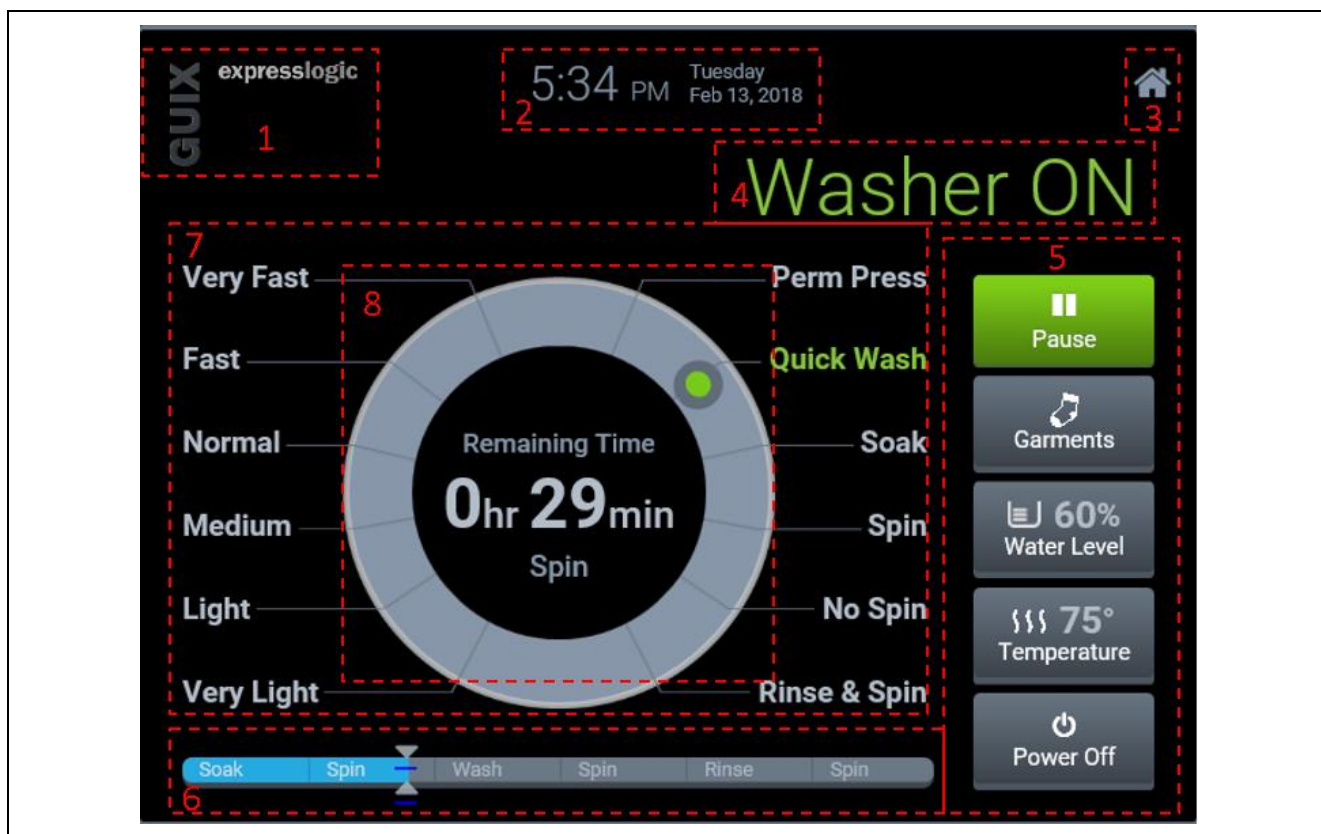 GUIX
expresslogic
1
5:34 PM
Tuesday
Feb 13, 2018
2
3
4
Washer ON
7
Very Fast
Fast
Normal
Medium
Light
Very Light
8
Remaining Time
0hr 29min
Spin
Perm Press
Quick Wash
Soak
Spin
No Spin
Rinse & Spin
5
Pause
Garments
60%
Water Level
75°
Temperature
Power Off
Soak Spin Wash Spin Rinse Spin
6